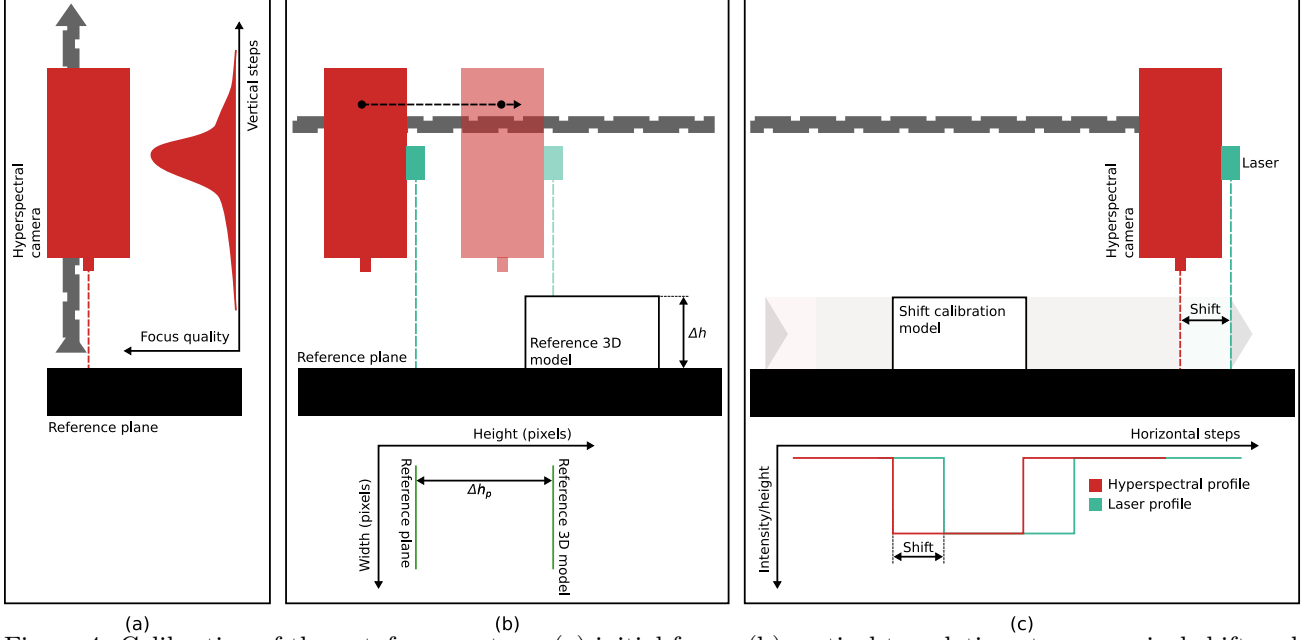 Vertical steps
Hyperspectral
camera
Focus quality
Reference plane
(a)
Reference plane
Reference 3D
model
Δh
Height (pixels)
Width (pixels)
Reference plane
Δhp
Reference 3D model
(b)
Hyperspectral
camera
Laser
Shift calibration
model
Shift
Horizontal steps
Intensity/height
Hyperspectral profile
Laser profile
Shift
(c)